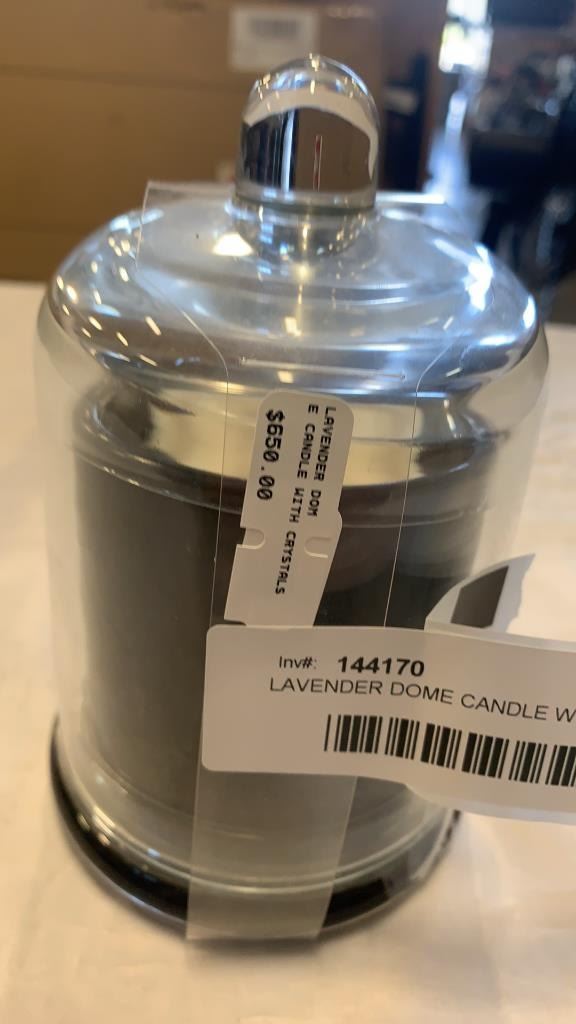 LAVENDER DOM
E CANDLE WITH CRYSTALS
$650.00
Inv#: 144170
LAVENDER DOME CANDLE W